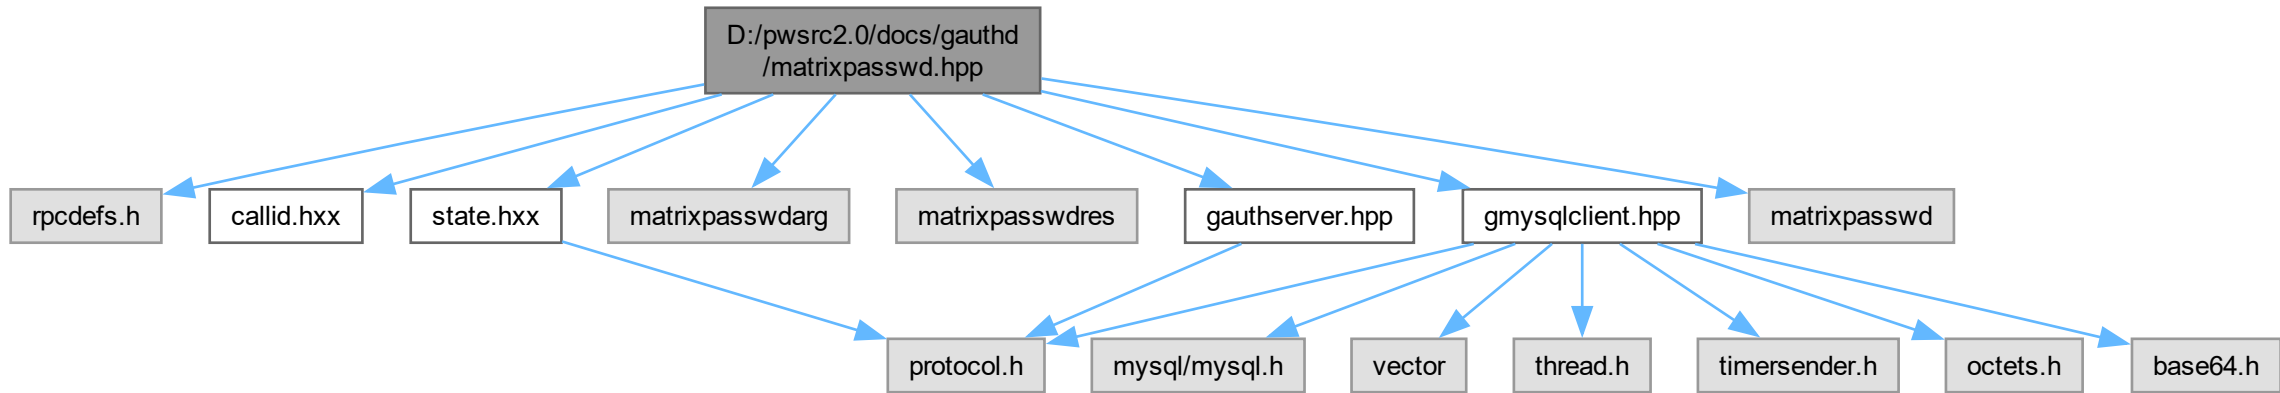 D:/pwsrc2.0/docs/gauthd
/matrixpasswd.hpp
rpcdefs.h
callid.hxx
state.hxx
matrixpasswdarg
matrixpasswdres
gauthserver.hpp
gmysqlclient.hpp
matrixpasswd
protocol.h
mysql/mysql.h
vector
thread.h
timersender.h
octets.h
base64.h